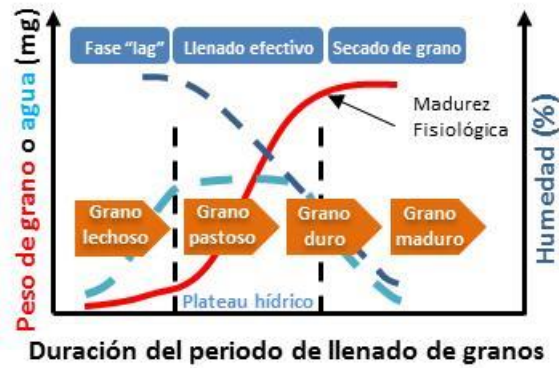 Fase "lag"
Llenado efectivo
Secado de grano
Peso de grano o agua (mg)
Humedad (%)
Madurez
Fisiológica
Grano
lechoso
Grano
pastoso
Grano
duro
Grano
maduro
Plateau hídrico
Duración del periodo de llenado de granos